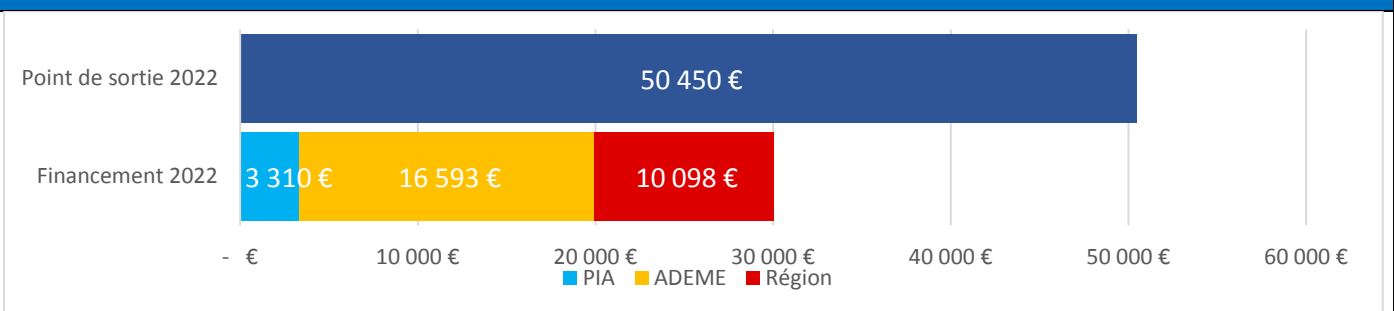 Point de sortie 2022
50 450 €
Financement 2022
3 310 €
16 593 €
10 098 €
- €
10 000 €
20 000 €
30 000 €
40 000 €
50 000 €
60 000 €
PIA
ADEME
Région